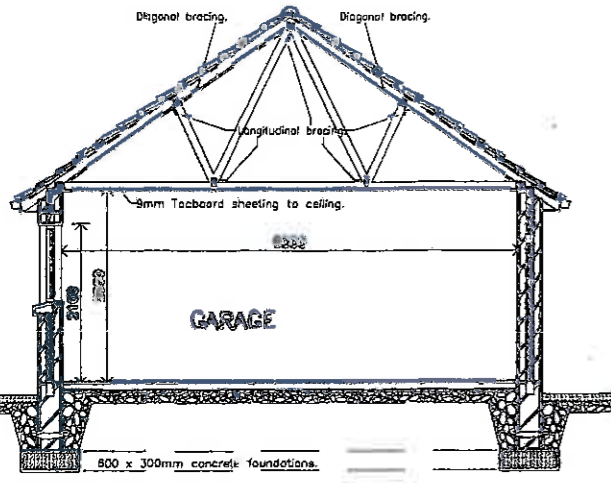 Diagonal bracing.
Diagonal bracing.
Longitudinal bracing.
9mm Tacboard sheeting to ceiling.
2100
GARAGE
600 x 300mm concrete foundations.